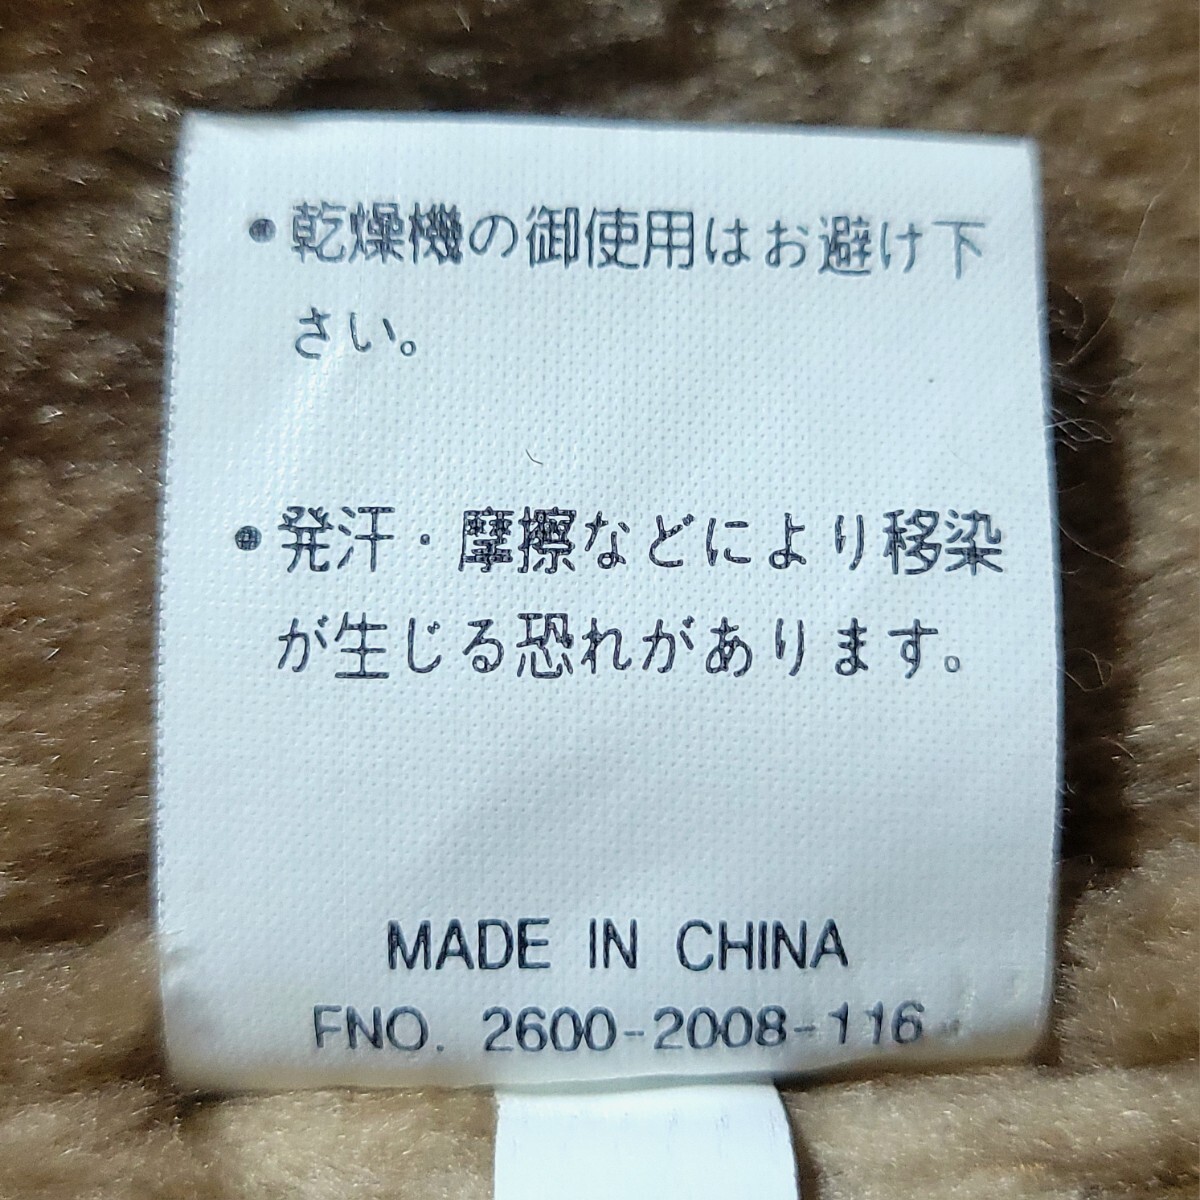 •乾燥機の御使用はお避け下
さい。
•発汗・摩擦などにより移染
が生じる恐れがあります。
MADE IN CHINA
FNO. 2600-2008-116